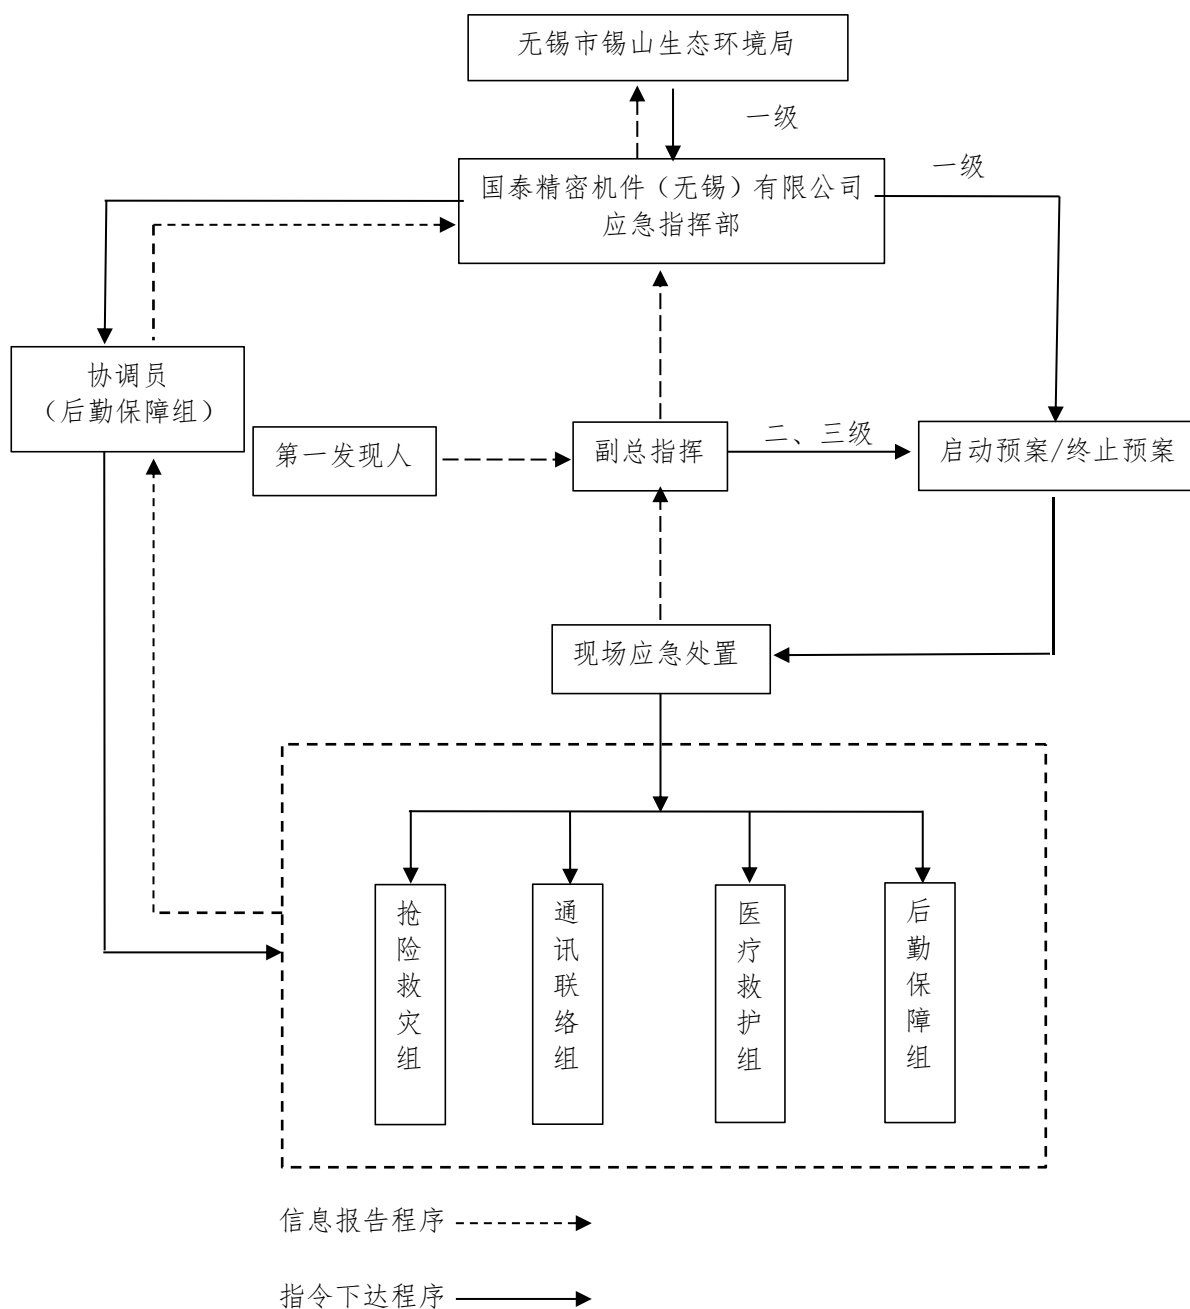 无锡市锡山生态环境局
一级
一级
国泰精密机件（无锡）有限公司
应急指挥部
协调员
（后勤保障组）
第一发现人
副总指挥
二、三级
启动预案/终止预案
现场应急处置
抢险救灾组
通讯联络组
医疗救护组
后勤保障组
信息报告程序
指令下达程序